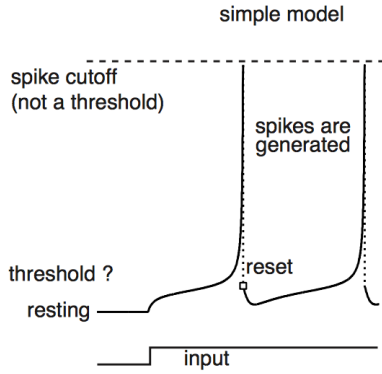 simple model
spike cutoff
(not a threshold)
spikes are
generated
threshold ?
reset
resting
input